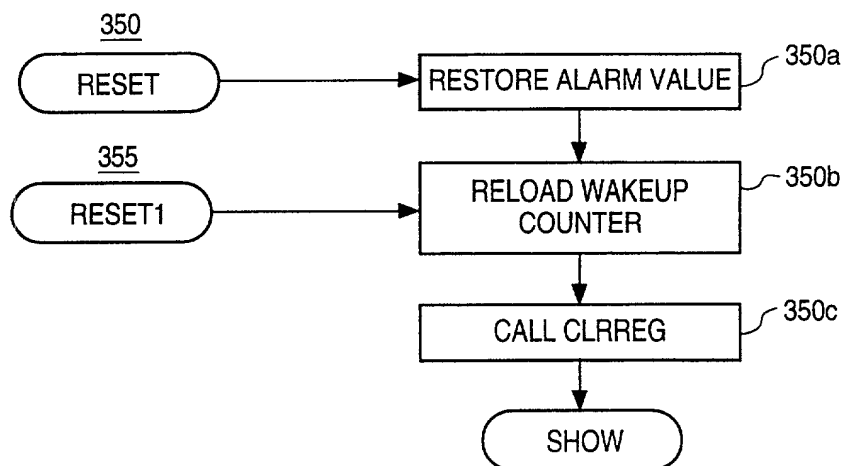 350
RESET
RESTORE ALARM VALUE
350a
355
RESET1
RELOAD WAKEUP
COUNTER
350b
CALL CLRREG
350c
SHOW